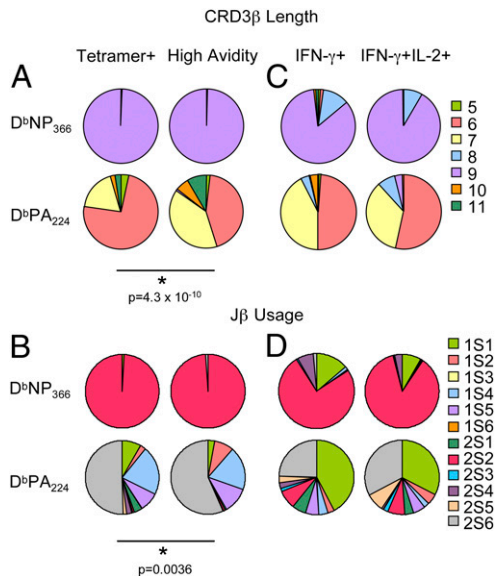 CRD3β Length
Tetramer+ High Avidity IFN-γ+ IFN-γ+IL-2+
A C
DᵇNP₃₆₆
5
6
7
8
9
10
11
DᵇPA₂₂₄
*
p=4.3 x 10⁻¹⁰
Jβ Usage
B D
DᵇNP₃₆₆
1S1
1S2
1S3
1S4
1S5
1S6
2S1
2S2
2S3
2S4
2S5
2S6
DᵇPA₂₂₄
*
p=0.0036